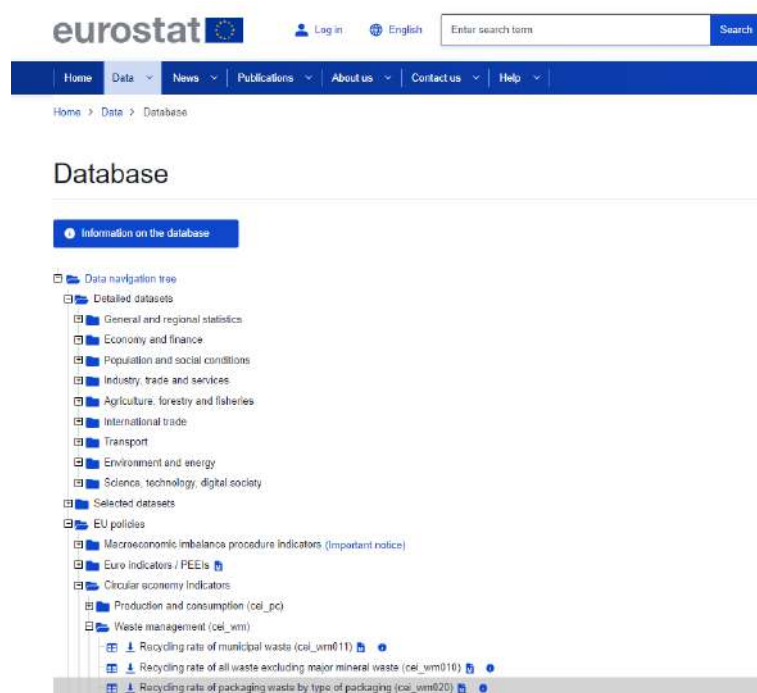 eurostat
Log in English Enter search term Search
Home Data News Publications About us Contact us Help
Home > Data > Database
Database
Information on the database
Data navigation tree
Detailed datasets
General and regional statistics
Economy and finance
Population and social conditions
Industry, trade and services
Agriculture, forestry and fisheries
International trade
Transport
Environment and energy
Science, technology, digital society
Selected datasets
EU policies
Macroeconomic imbalance procedure indicators (Important notice)
Euro indicators / PEEIs
Circular economy Indicators
Production and consumption (cei_pc)
Waste management (cei_wm)
Recycling rate of municipal waste (cei_wm011)
Recycling rate of all waste excluding major mineral waste (cei_wm010)
Recycling rate of packaging waste by type of packaging (cei_wm020)